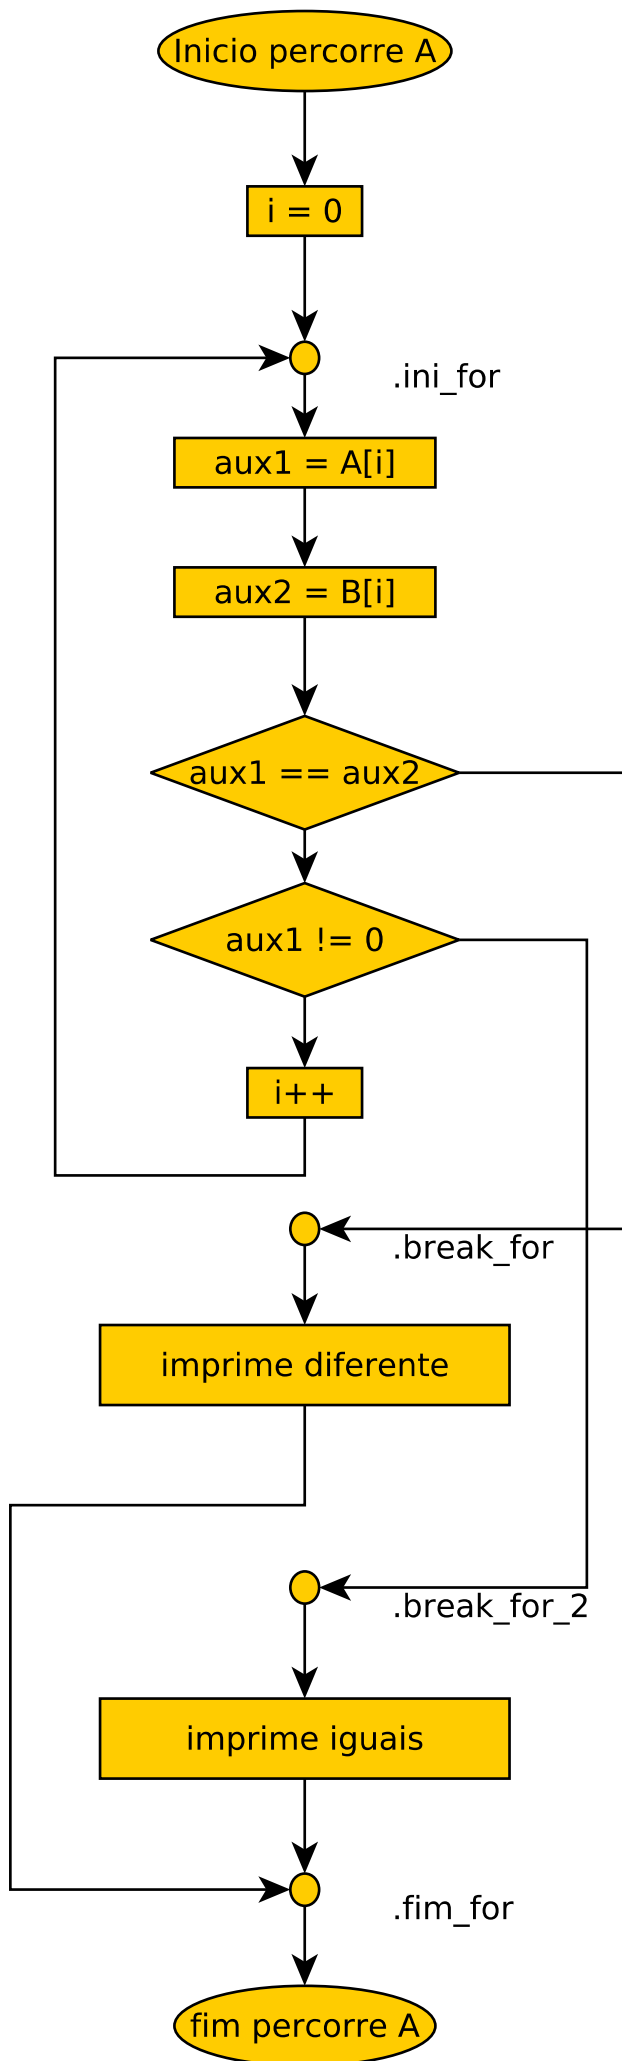 Inicio percorre A
i = 0
.ini_for
aux1 = A[i]
aux2 = B[i]
aux1 == aux2
aux1 != 0
i++
.break_for
imprime diferente
.break_for_2
imprime iguais
.fim_for
fim percorre A